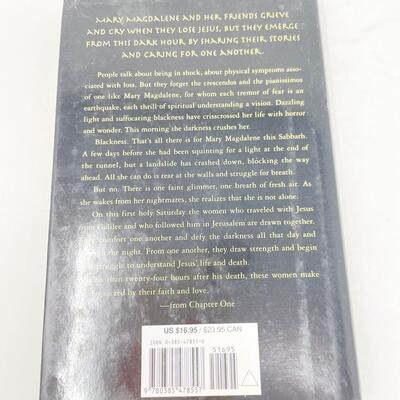 MARY MAGDALENE AND HER FRIENDS GRIEVE
AND CRY WHEN THEY LOSE JESUS, BUT THEY EMERGE
FROM THIS DARK HOUR BY SHARING THEIR STORIES
AND CARING FOR ONE ANOTHER.
People talk about being in shock, about physical symptoms asso-
ciated with loss. But they forget the crescendos and the pianissimos
of one like Mary Magdalene, for whom each tremor of fear is an
earthquake, each thrill of spiritual understanding a vision. Dazzling
light and suffocating blackness have crisscrossed her life with horror
and wonder. This morning the darkness crushes her.
Blackness. That's all there is for Mary Magdalene this Sabbath.
A few days before she had been squinting for a light at the end of
the tunnel, but a landslide has crashed down, blocking the way
ahead. All she can do is tear at the walls and struggle for breath.
But no. There is one faint glimmer, one breath of fresh air. As
she wakes from her nightmares, she realizes that she is not alone.
On this first holy Saturday the women who traveled with Jesus
from Galilee and who followed him in Jerusalem are drawn together.
They comfort one another and defy the darkness all that day and
the night. From one another, they draw strength and begin
struggle to understand Jesus' life and death.
than twenty-four hours after his death, these women make
sacred by their faith and love.
—from Chapter One
US $16.95 / $23.95 CAN
ISBN 0-385-47855-0
51695
9 780385 478557